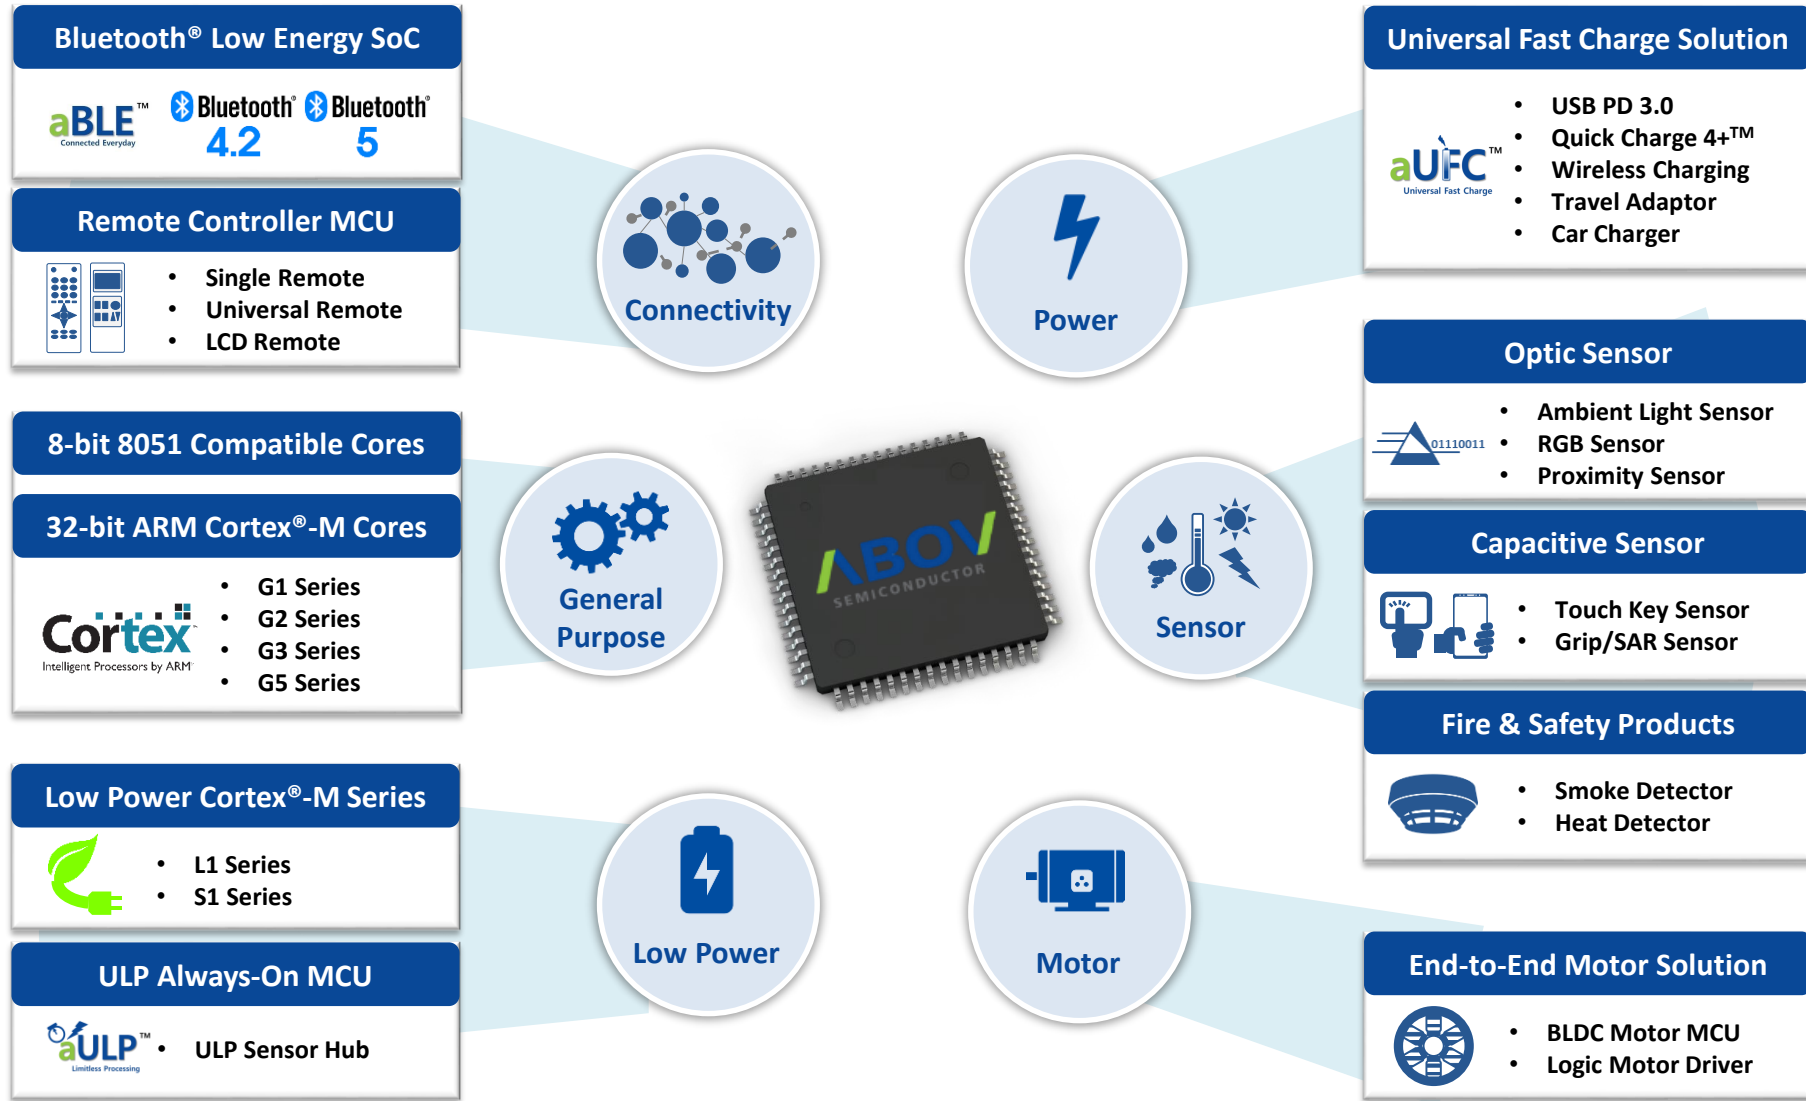 Bluetooth® Low Energy SoC
aBLE™
Connected Everyday
Bluetooth®
4.2
Bluetooth®
5
Remote Controller MCU
• Single Remote
• Universal Remote
• LCD Remote
Connectivity
8-bit 8051 Compatible Cores
32-bit ARM Cortex®-M Cores
Cortex
Intelligent Processors by ARM®
• G1 Series
• G2 Series
• G3 Series
• G5 Series
General
Purpose
Low Power Cortex®-M Series
• L1 Series
• S1 Series
ULP Always-On MCU
aULP™
Limitless Processing
• ULP Sensor Hub
Low Power
ABOV
SEMICONDUCTOR
Power
Universal Fast Charge Solution
aUFC™
Universal Fast Charge
• USB PD 3.0
• Quick Charge 4+™
• Wireless Charging
• Travel Adaptor
• Car Charger
Sensor
Optic Sensor
01110011
• Ambient Light Sensor
• RGB Sensor
• Proximity Sensor
Capacitive Sensor
• Touch Key Sensor
• Grip/SAR Sensor
Fire & Safety Products
• Smoke Detector
• Heat Detector
Motor
End-to-End Motor Solution
• BLDC Motor MCU
• Logic Motor Driver